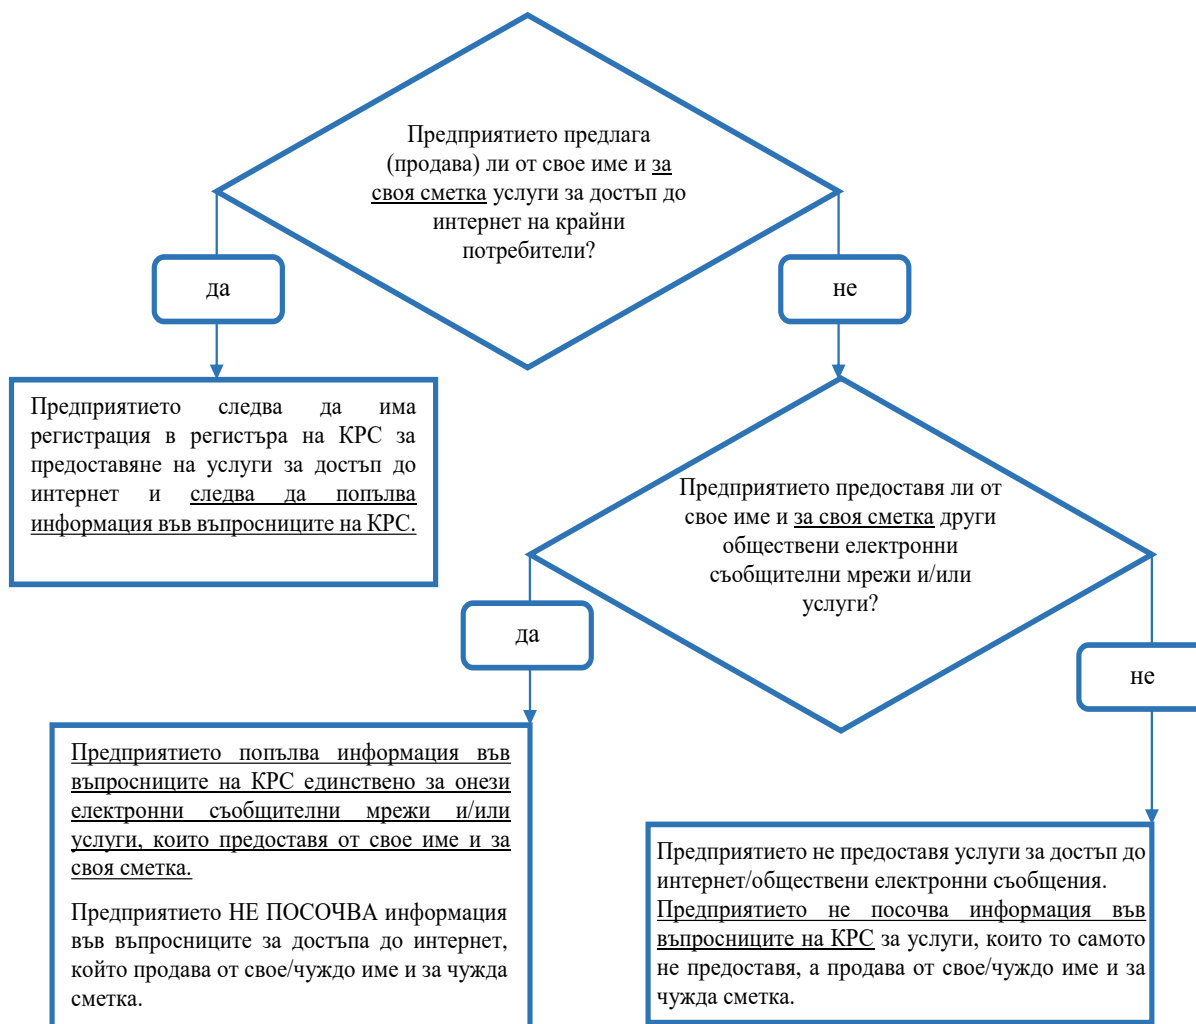 Предприятието предлага
(продава) ли от свое име и за
своя сметка услуги за достъп до
интернет на крайни
потребители?
да
не
Предприятието следва да има
регистрация в регистъра на КРС за
предоставяне на услуги за достъп до
интернет и следва да попълва
информация във въпросниците на КРС.
Предприятието предоставя ли от
свое име и за своя сметка други
обществени електронни
съобщителни мрежи и/или
услуги?
да
не
Предприятието попълва информация във
въпросниците на КРС единствено за онези
електронни съобщителни мрежи и/или
услуги, които предоставя от свое име и за
своя сметка.
Предприятието НЕ ПОСОЧВА информация
във въпросниците за достъпа до интернет,
който продава от свое/чуждо име и за чужда
сметка.
Предприятието не предоставя услуги за достъп до
интернет/обществени електронни съобщения.
Предприятието не посочва информация във
въпросниците на КРС за услуги, които то самото
не предоставя, а продава от свое/чуждо име и за
чужда сметка.